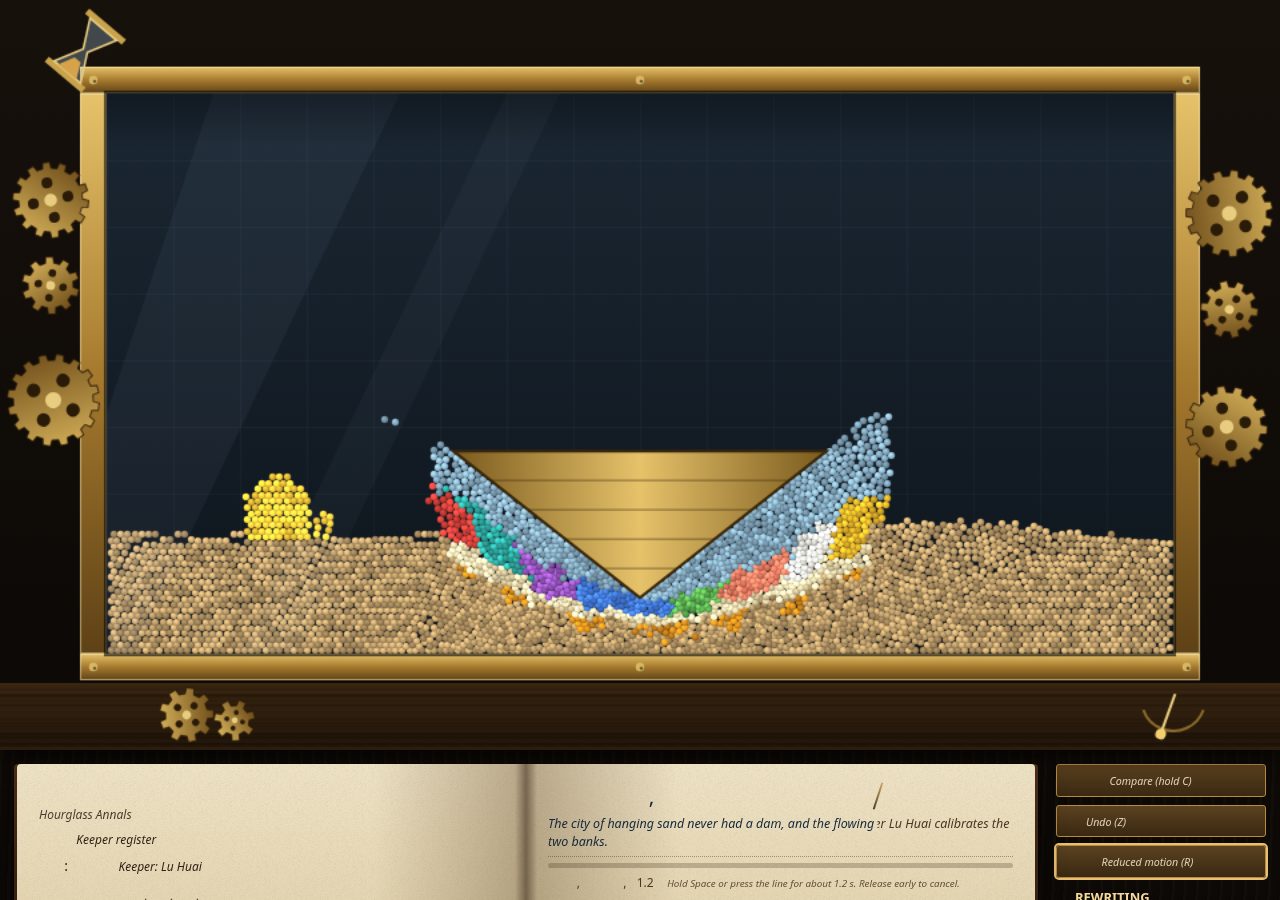 Hourglass Annals
Keeper register
: Keeper: Lu Huai
,
The city of hanging sand never had a dam, and the flowing er Lu Huai calibrates the
two banks.
, , 1.2 Hold Space or press the line for about 1.2 s. Release early to cancel.
Compare (hold C)
Undo (Z)
Reduced motion (R)
REWRITING